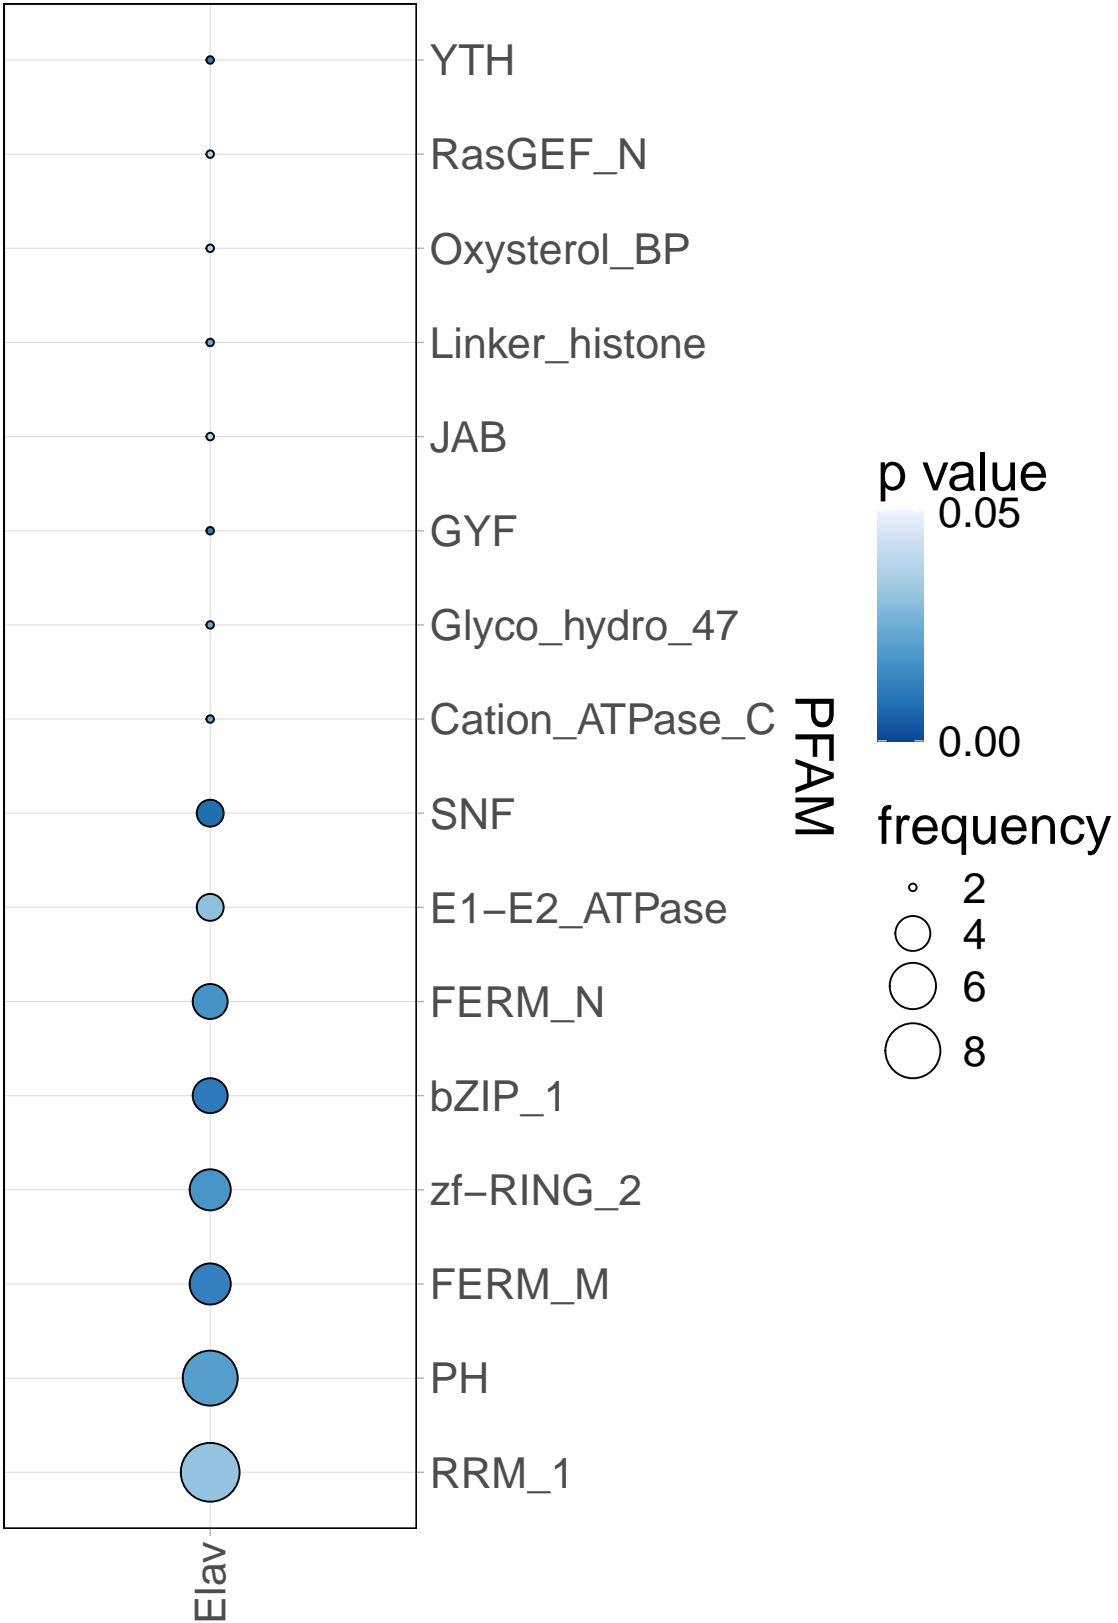 YTH
RasGEF_N
Oxysterol_BP
Linker_histone
JAB
GYF
Glyco_hydro_47
Cation_ATPase_C
SNF
E1−E2_ATPase
FERM_N
bZIP_1
zf−RING_2
FERM_M
PH
RRM_1
Elav
PFAM
p value
0.05
0.00
frequency
2
4
6
8